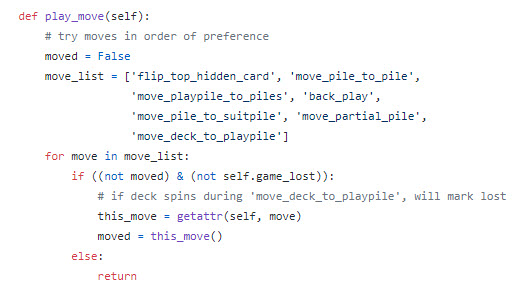 def play_move(self):
    # try moves in order of preference
    moved = False
    move_list = ['flip_top_hidden_card', 'move_pile_to_pile',
                 'move_playpile_to_piles', 'back_play',
                 'move_pile_to_suitpile', 'move_partial_pile',
                 'move_deck_to_playpile']
    for move in move_list:
        if ((not moved) & (not self.game_lost)):
            # if deck spins during 'move_deck_to_playpile', will mark lost
            this_move = getattr(self, move)
            moved = this_move()
        else:
            return